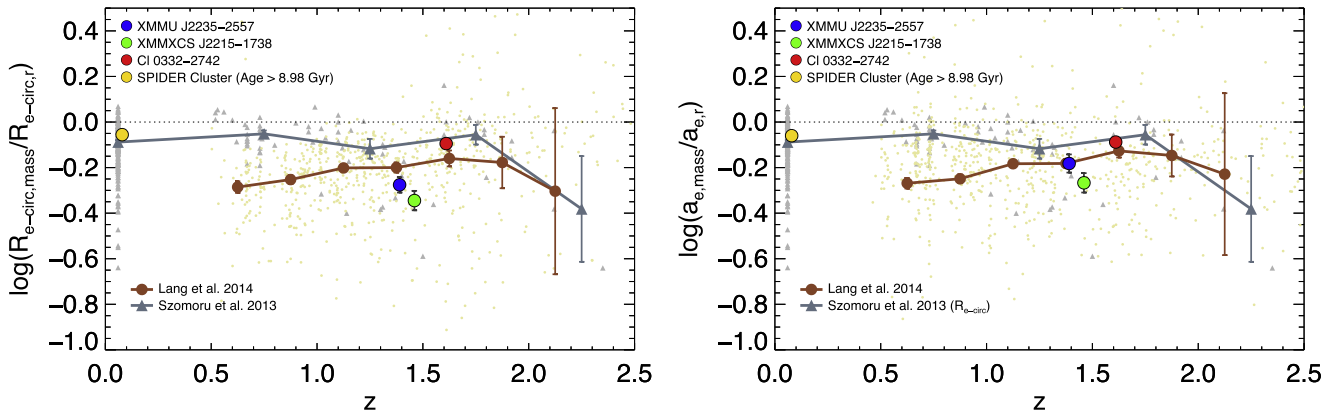 XMMU J2235−2557
XMMXCS J2215−1738
Cl 0332−2742
SPIDER Cluster (Age > 8.98 Gyr)
0.4
0.2
0.0
−0.2
−0.4
−0.6
−0.8
−1.0
log(R e−circ,mass/R e−circ,r)
Lang et al. 2014
Szomoru et al. 2013
0.0 0.5 1.0 1.5 2.0 2.5
z
XMMU J2235−2557
XMMXCS J2215−1738
Cl 0332−2742
SPIDER Cluster (Age > 8.98 Gyr)
0.4
0.2
0.0
−0.2
−0.4
−0.6
−0.8
−1.0
log(a e,mass/a e,r)
Lang et al. 2014
Szomoru et al. 2013 (R e−circ)
0.0 0.5 1.0 1.5 2.0 2.5
z